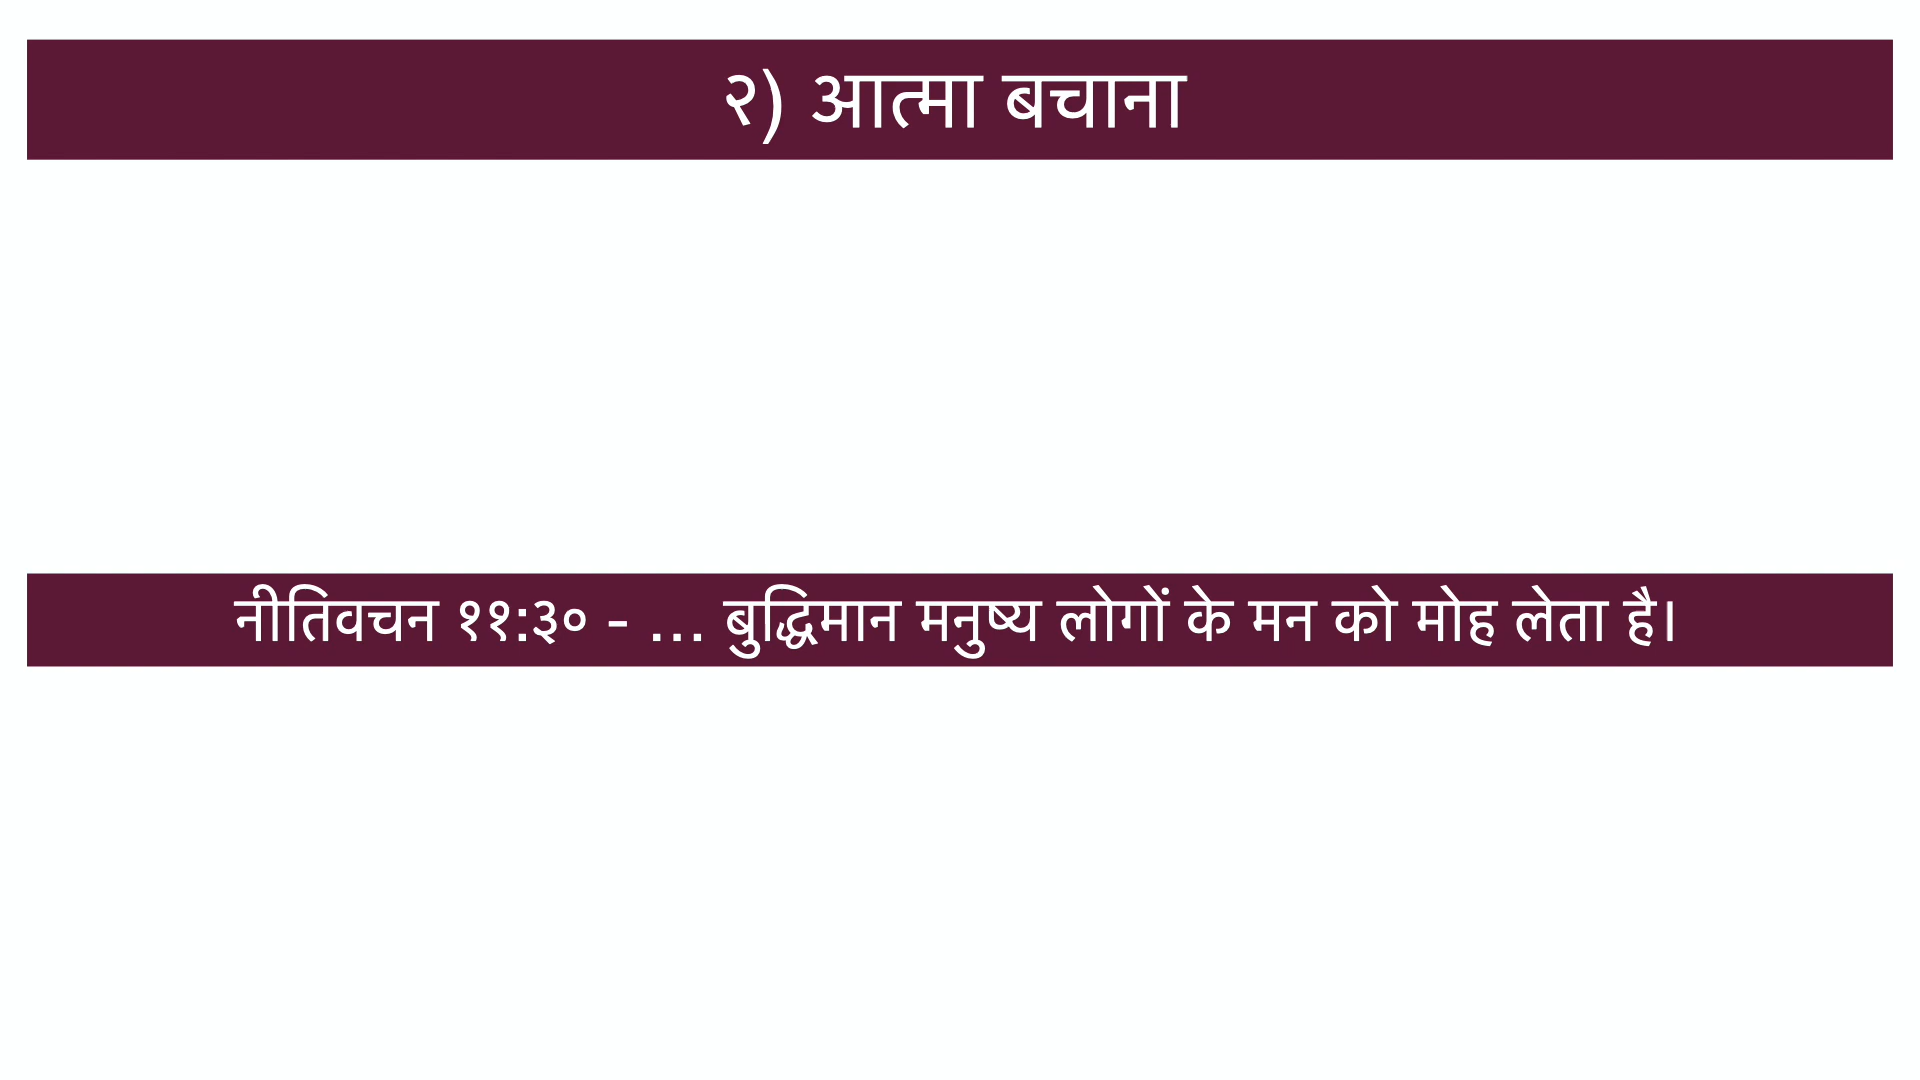 २) आत्मा बचाना
नीतिवचन ११:३० - ... बुद्धिमान मनुष्य लोगों के मन को मोह लेता है।